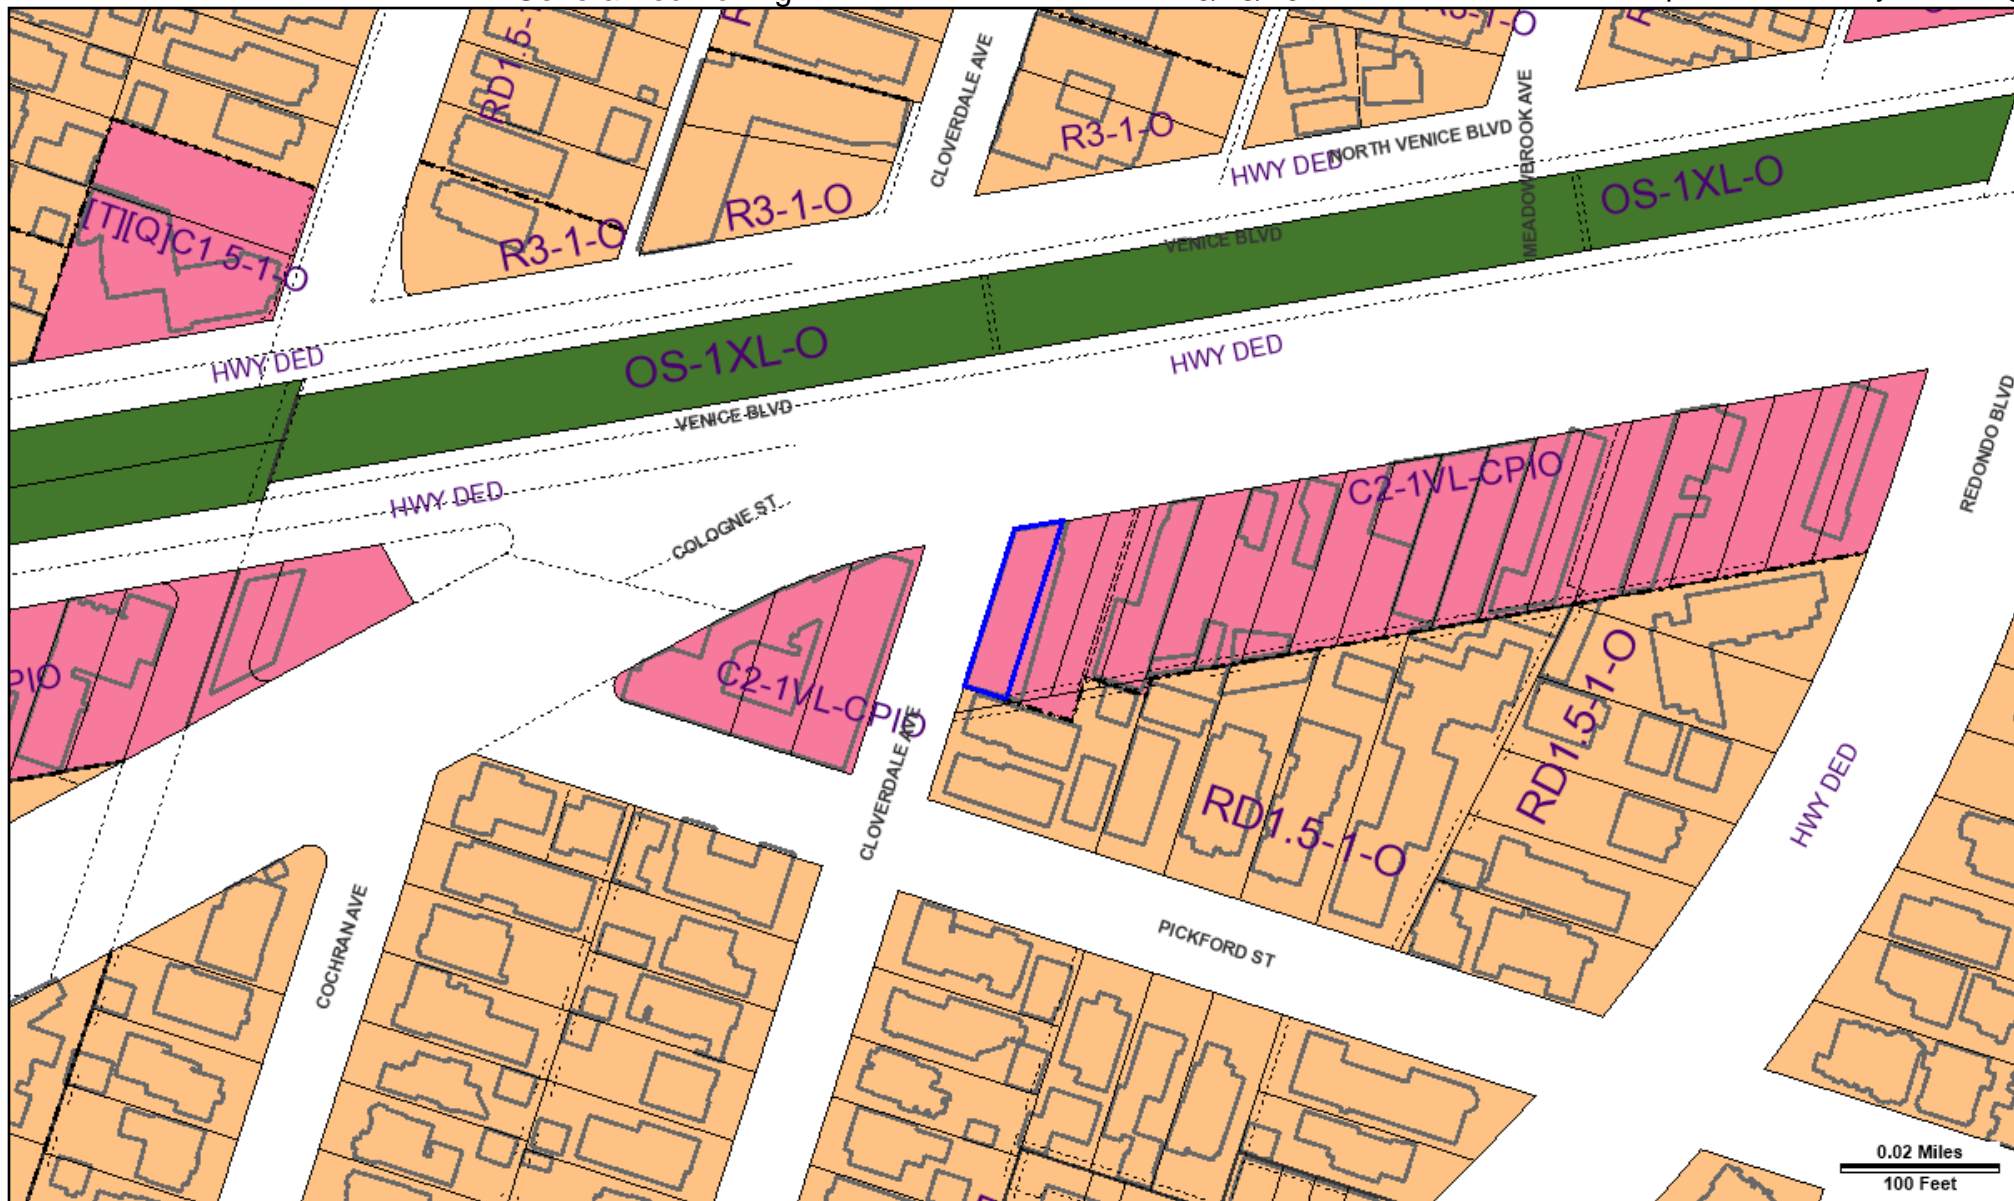 RD1.5-
CLOVERDALE AVE
R3-1-O
NORTH VENICE BLVD
HWY DED
MEADOWBROOK AVE
OS-1XL-O
R3-1-O
R3-1-O
[T][Q]C1.5-1-O
VENICE BLVD
HWY DED
OS-1XL-O
HWY DED
VENICE BLVD
REDONDO BLVD
C2-1VL-CPIO
HWY DED
COLOGNE ST
PIO
C2-1VL-CPIO
CLOVERDALE AVE
RD1.5-1-O
RD1.5-1-O
HWY DED
COCHRAN AVE
PICKFORD ST
0.02 Miles
100 Feet